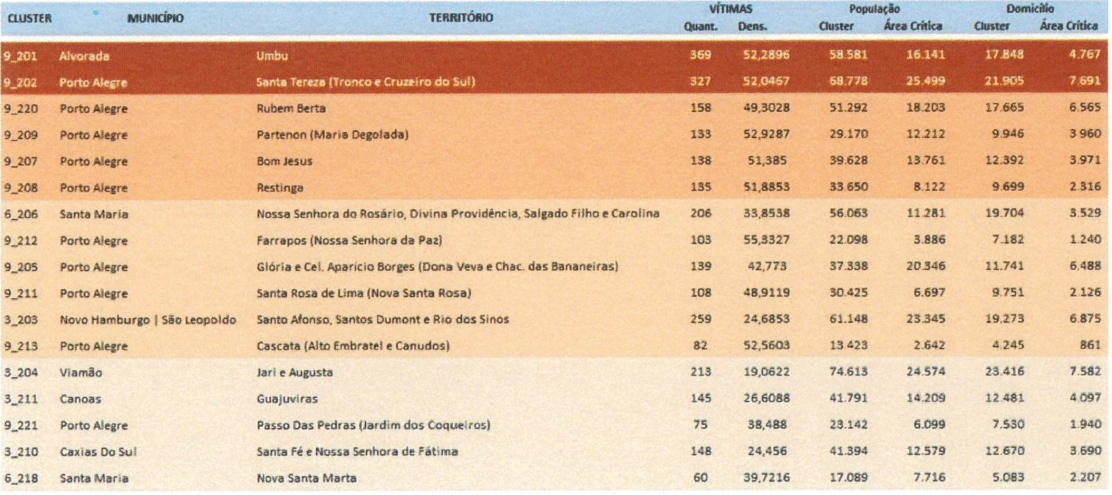 CLUSTER MUNICÍPIO TERRITÓRIO VÍTIMAS População Domicílio
Quant. Dens. Cluster Área Crítica Cluster Área Crítica
9_201 Alvorada Umbu 369 52,2896 58.581 16.141 17.848 4.767
9_202 Porto Alegre Santa Tereza (Tronco e Cruzeiro do Sul) 327 52,0467 68.778 25.499 21.905 7.691
9_220 Porto Alegre Rubem Berta 158 49,3028 51.292 18.203 17.665 6.565
9_209 Porto Alegre Partenon (Maria Degolada) 133 52,9287 29.170 12.212 9.946 3 960
9_207 Porto Alegre Bom Jesus 138 51,385 39.628 13.761 12.392 3.971
9_208 Porto Alegre Restinga 135 51,8853 33.650 8.122 9.699 2.316
6_206 Santa Maria Nossa Senhora do Rosário, Divina Providência, Salgado Filho e Carolina 206 33,8538 56.063 11.281 19.704 3.529
9_212 Porto Alegre Farrapos (Nossa Senhora da Paz) 103 55,3327 22.098 3.886 7.182 1.240
9_205 Porto Alegre Glória e Cel. Aparício Borges (Dona Veva e Chac. das Bananeiras) 139 42,773 37.338 20.346 11.741 6.488
9_211 Porto Alegre Santa Rosa de Lima (Nova Santa Rosa) 108 48,9119 30.425 6.697 9.751 2.126
3_203 Novo Hamburgo | São Leopoldo Santo Afonso, Santos Dumont e Rio dos Sinos 259 24,6853 61.148 23.345 19.273 6.875
9_213 Porto Alegre Cascata (Alto Embratel e Canudos) 82 52,5603 13.423 2.642 4.245 861
3_204 Viamão Jari e Augusta 213 19,0622 74.613 24.574 23.416 7.582
3_211 Canoas Guajuviras 145 26,6088 41.791 14.209 12.481 4.097
9_221 Porto Alegre Passo Das Pedras (Jardim dos Coqueiros) 75 38,488 23.142 6.099 7.530 1.940
3_210 Caxias Do Sul Santa Fé e Nossa Senhora de Fátima 148 24,456 41.394 12.579 12.670 3.690
6_218 Santa Maria Nova Santa Marta 60 39,7216 17.089 7.716 5.083 2.207